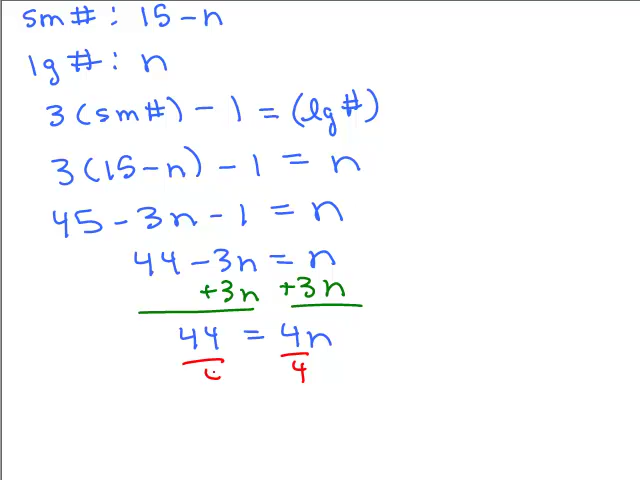 sm#: 15-n
lg#: n
3(sm#) - 1 = (lg#)
3(15-n) - 1 = n
45 - 3n - 1 = n
44 - 3n = n
+3n +3n
44 = 4n
4